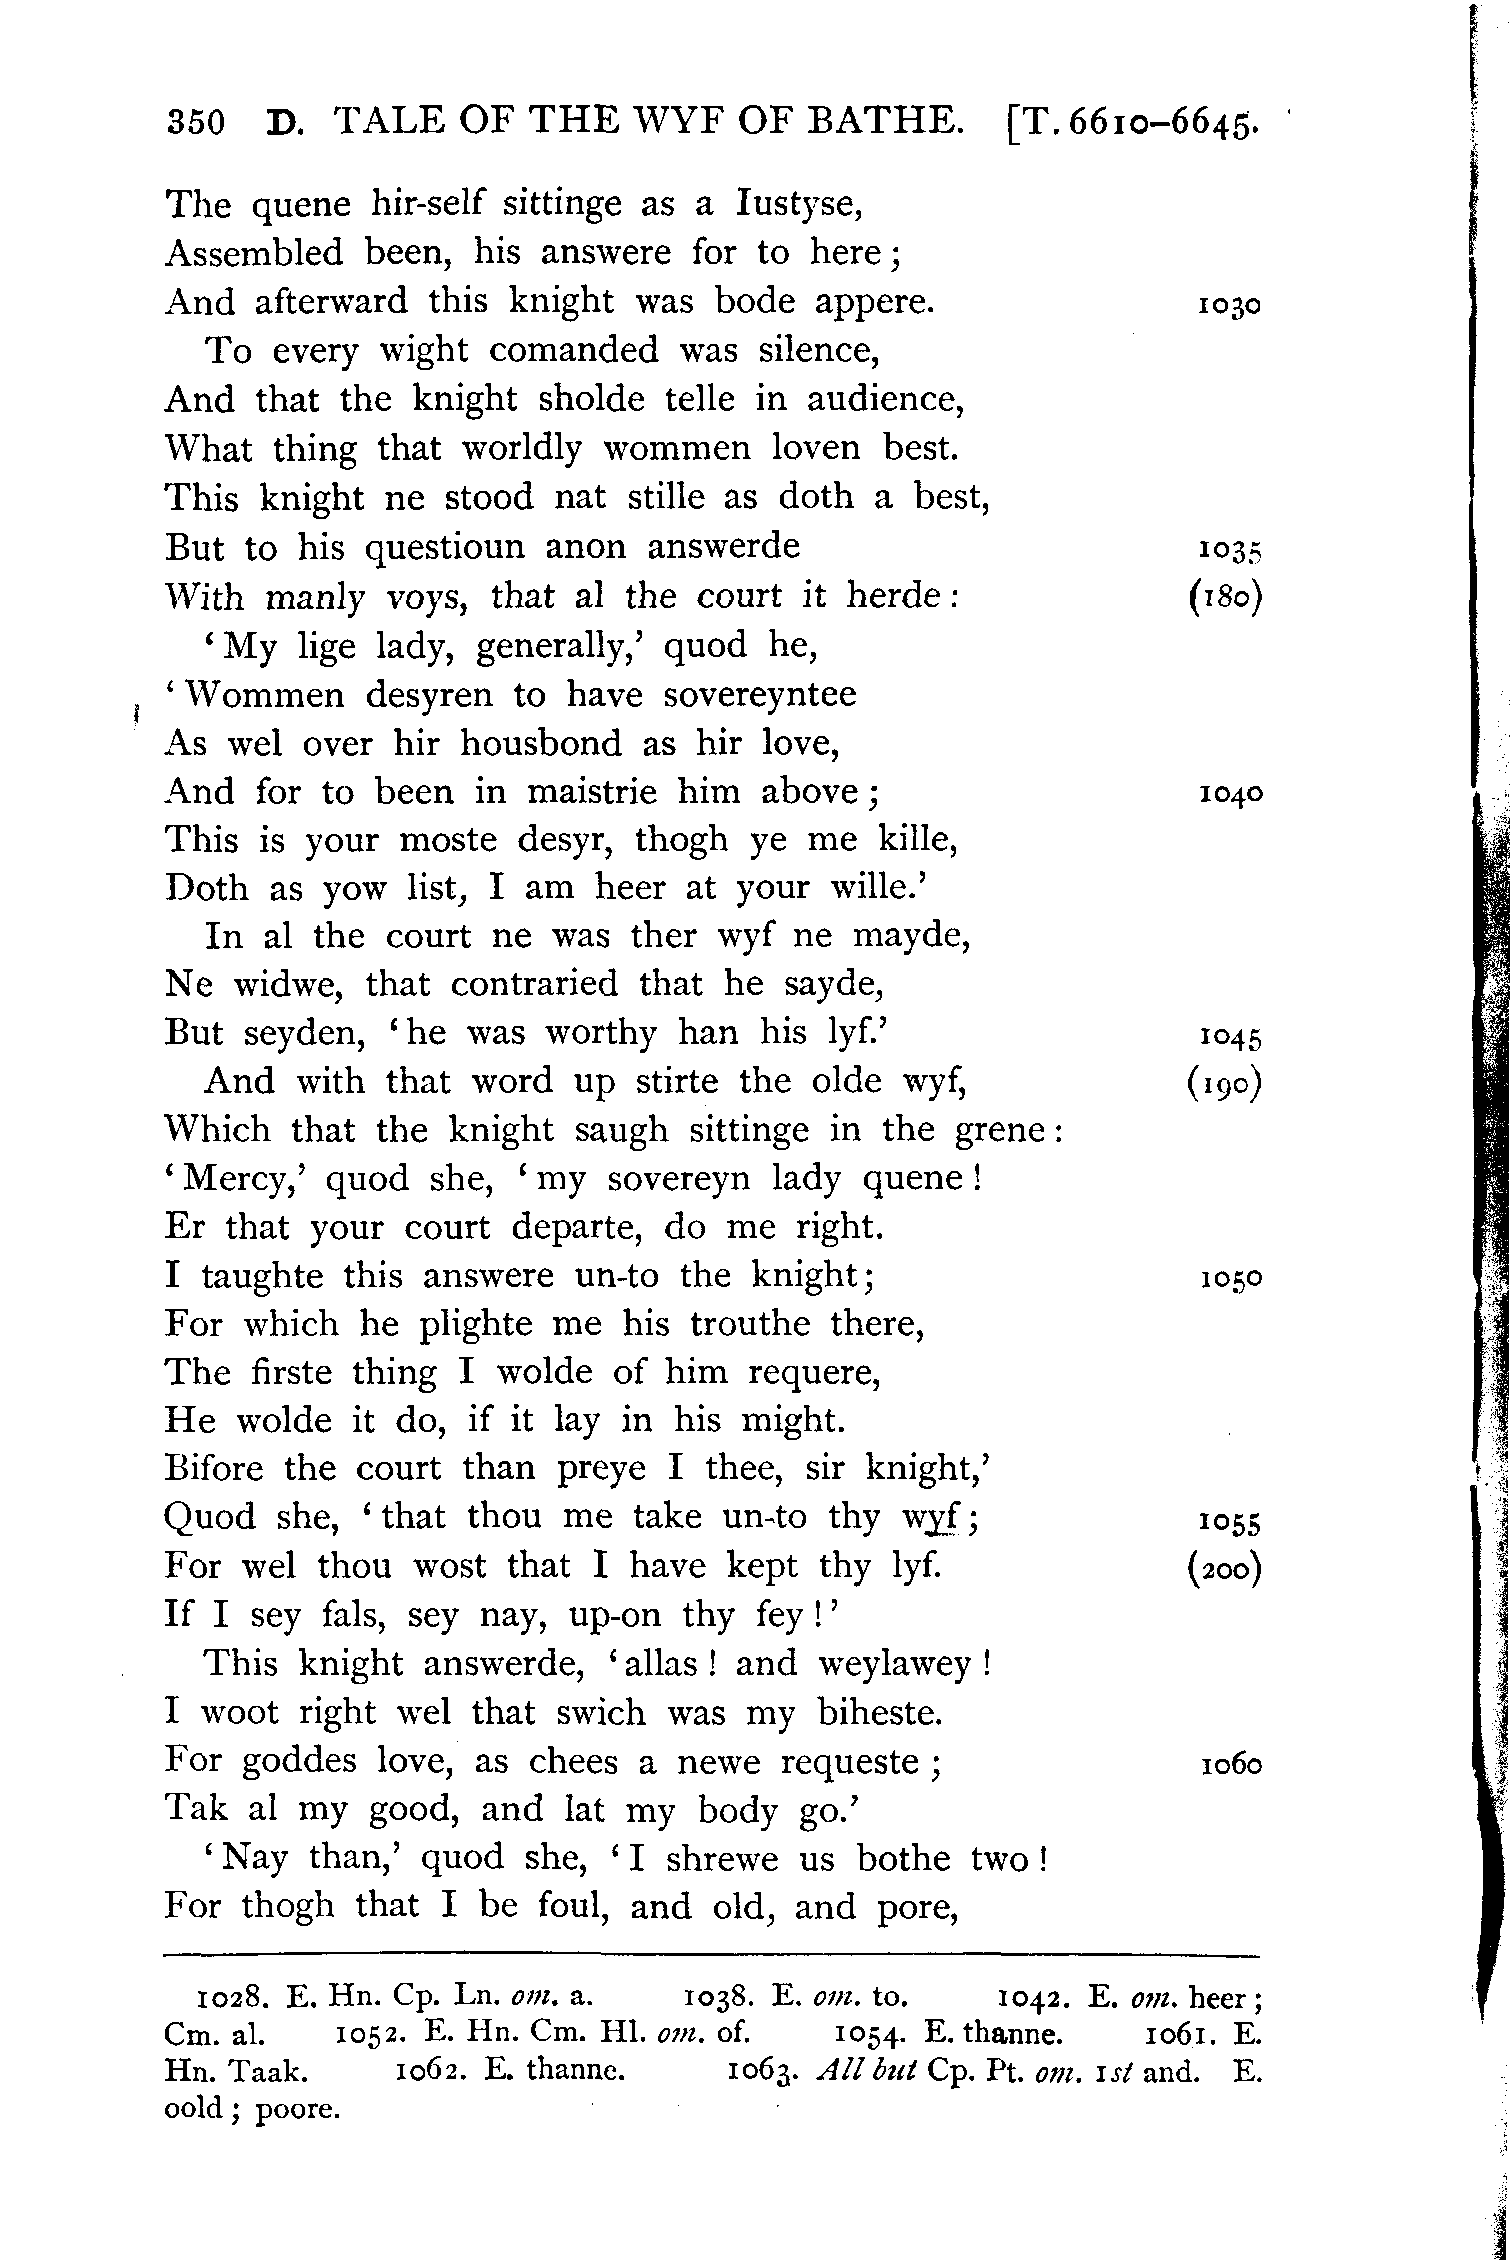 350 D. TALE OF THE WYF OF BATHE. [T. 6610–6645.
The quene hir-self sittinge as a Iustyse,
Assembled been, his answere for to here ;
And afterward this knight was bode appere. 1030
To every wight comanded was silence,
And that the knight sholde telle in audience,
What thing that worldly wommen loven best.
This knight ne stood nat stille as doth a best,
But to his questioun anon answerde 1035
With manly voys, that al the court it herde : (180)
‘ My lige lady, generally,’ quod he,
‘ Wommen desyren to have sovereyntee
As wel over hir housbond as hir love,
And for to been in maistrie him above ; 1040
This is your moste desyr, thogh ye me kille,
Doth as yow list, I am heer at your wille.’
In al the court ne was ther wyf ne mayde,
Ne widwe, that contraried that he sayde,
But seyden, ‘ he was worthy han his lyf.’ 1045
And with that word up stirte the olde wyf, (190)
Which that the knight saugh sittinge in the grene :
‘ Mercy,’ quod she, ‘ my sovereyn lady quene !
Er that your court departe, do me right.
I taughte this answere un-to the knight ; 1050
For which he plighte me his trouthe there,
The firste thing I wolde of him requere,
He wolde it do, if it lay in his might.
Bifore the court than preye I thee, sir knight,’
Quod she, ‘ that thou me take un-to thy wyf ; 1055
For wel thou wost that I have kept thy lyf. (200)
If I sey fals, sey nay, up-on thy fey ! ’
This knight answerde, ‘ allas ! and weylawey !
I woot right wel that swich was my biheste.
For goddes love, as chees a newe requeste ; 1060
Tak al my good, and lat my body go.’
‘ Nay than,’ quod she, ‘ I shrewe us bothe two !
For thogh that I be foul, and old, and pore,
1028. E. Hn. Cp. Ln. om. a. 1038. E. om. to. 1042. E. om. heer ;
Cm. al. 1052. E. Hn. Cm. Hl. om. of. 1054. E. thanne. 1061. E.
Hn. Taak. 1062. E. thanne. 1063. All but Cp. Pt. om. 1st and. E.
oold ; poore.